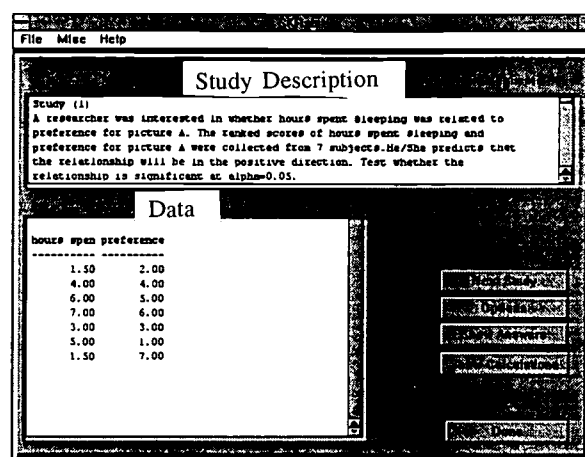 File Misc Help
Study Description
Study (1)
A researcher was interested in whether hours spent sleeping was related to
preference for picture A. The ranked scores of hours spent sleeping and
preference for picture A were collected from 7 subjects.He/She predicts that
the relationship will be in the positive direction. Test whether the
relationship is significant at alpha=0.05.
Data
hours spen preference
---------- ----------
1.50 2.00
4.00 4.00
6.00 5.00
7.00 6.00
3.00 3.00
5.00 1.00
1.50 7.00